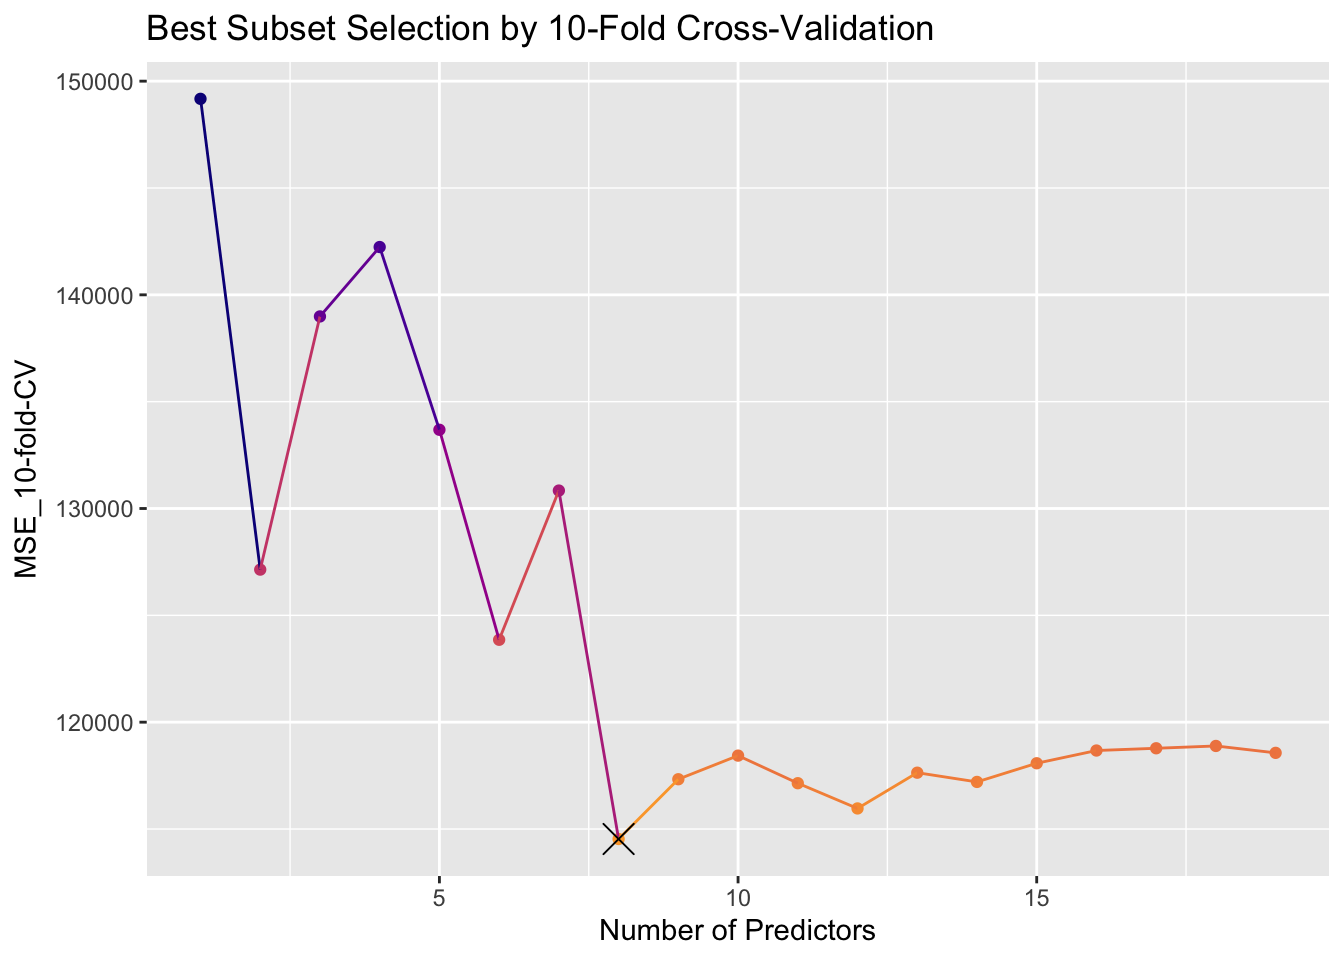 Best Subset Selection by 10-Fold Cross-Validation
150000
140000
130000
120000
MSE_10-fold-CV
5 10 15
Number of Predictors